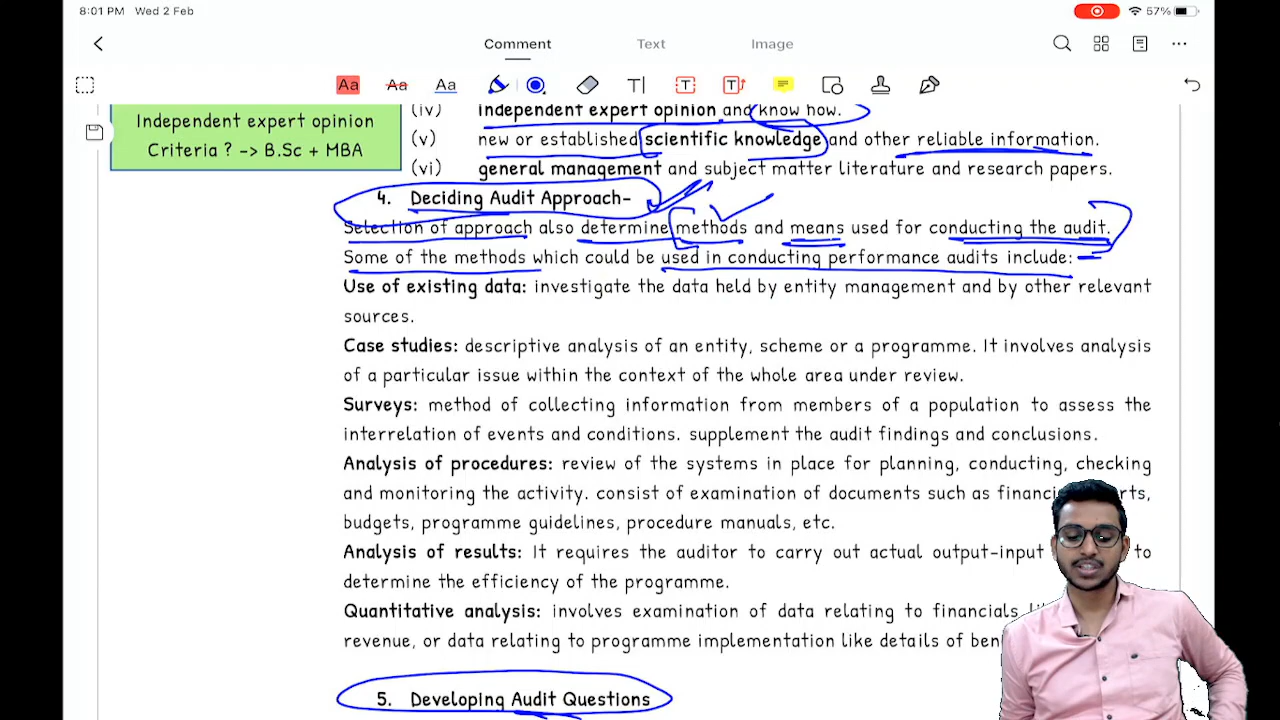 8:01 PM Wed 2 Feb
57%
Comment Text Image
Aa Aa Aa T T T
Independent expert opinion
Criteria ? -> B.Sc + MBA
(iv) independent expert opinion and know how.
(v) new or established scientific knowledge and other reliable information.
(vi) general management and subject matter literature and research papers.
4. Deciding Audit Approach-
Selection of approach also determine methods and means used for conducting the audit.
Some of the methods which could be used in conducting performance audits include:
Use of existing data: investigate the data held by entity management and by other relevant
sources.
Case studies: descriptive analysis of an entity, scheme or a programme. It involves analysis
of a particular issue within the context of the whole area under review.
Surveys: method of collecting information from members of a population to assess the
interrelation of events and conditions. supplement the audit findings and conclusions.
Analysis of procedures: review of the systems in place for planning, conducting, checking
and monitoring the activity. consist of examination of documents such as
budgets, programme guidelines, procedure manuals, etc.
Analysis of results: It requires the auditor to carry out actual output-input to
determine the efficiency of the programme.
Quantitative analysis: involves examination of data relating to financials
revenue, or data relating to programme implementation like details of
5. Developing Audit Questions